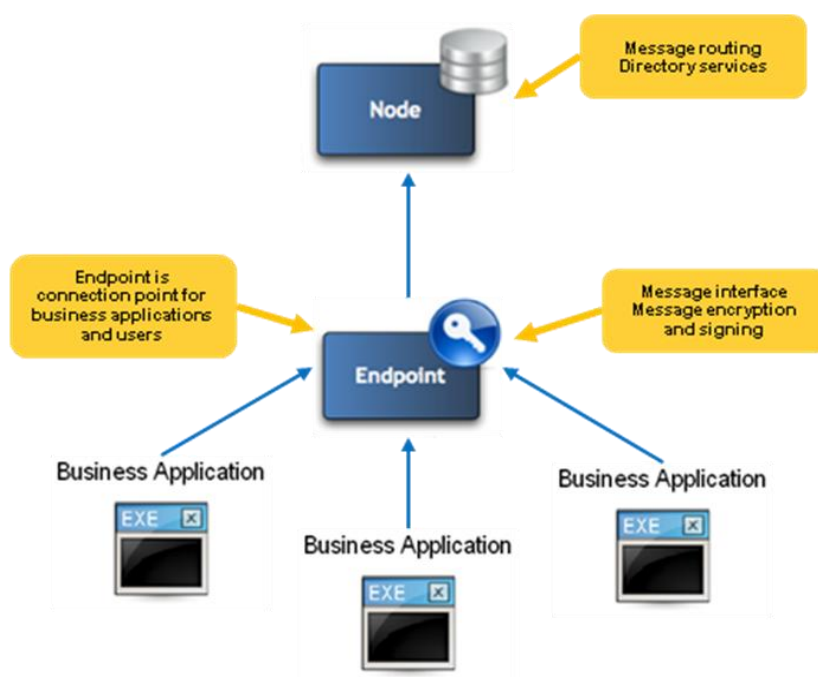 Message routing
Directory services
Node
Endpoint is
connection point for
business applications
and users
Message interface
Message encryption
and signing
Endpoint
Business Application
EXE
Business Application
EXE
Business Application
EXE